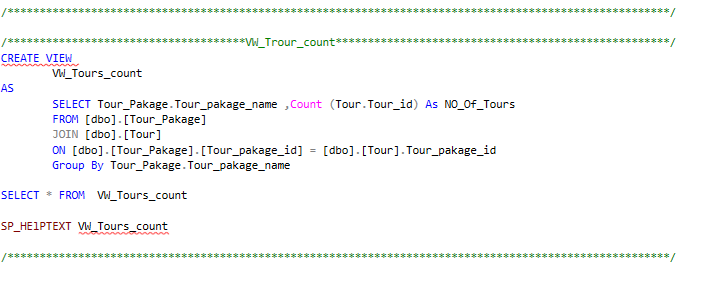 /*******************************************************************************************************/
/*************************************VW_Trour_count****************************************************/
CREATE VIEW
VW_Tours_count
AS
SELECT Tour_Pakage.Tour_pakage_name ,Count (Tour.Tour_id) As NO_Of_Tours
FROM [dbo].[Tour_Pakage]
JOIN [dbo].[Tour]
ON [dbo].[Tour_Pakage].[Tour_pakage_id] = [dbo].[Tour].Tour_pakage_id
Group By Tour_Pakage.Tour_pakage_name
SELECT * FROM  VW_Tours_count
SP_HElPTEXT VW_Tours_count
/*******************************************************************************************************/